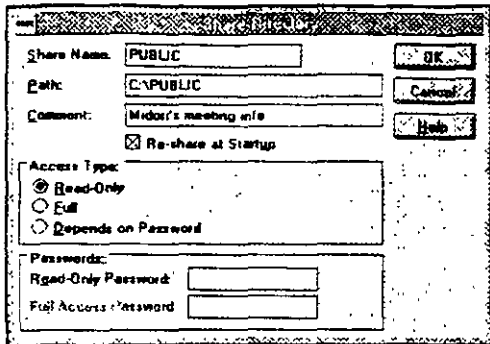 Share Name: PUBLIC
OK
Path: C:\PUBLIC
Cancel
Comment: Midori's meeting info
Help
Re-share at Startup
Access Type:
Read-Only
Full
Depends on Password
Passwords:
Read-Only Password:
Full Access Password